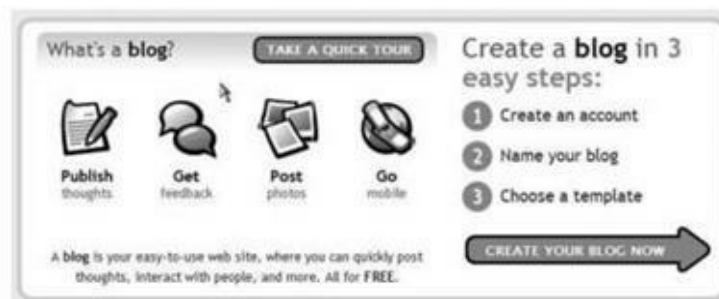 What's a blog?
TAKE A QUICK TOUR
Publish
thoughts
Get
feedback
Post
photos
Go
mobile
A blog is your easy-to-use web site, where you can quickly post
thoughts, interact with people, and more. All for FREE.
Create a blog in 3
easy steps:
1 Create an account
2 Name your blog
3 Choose a template
CREATE YOUR BLOG NOW